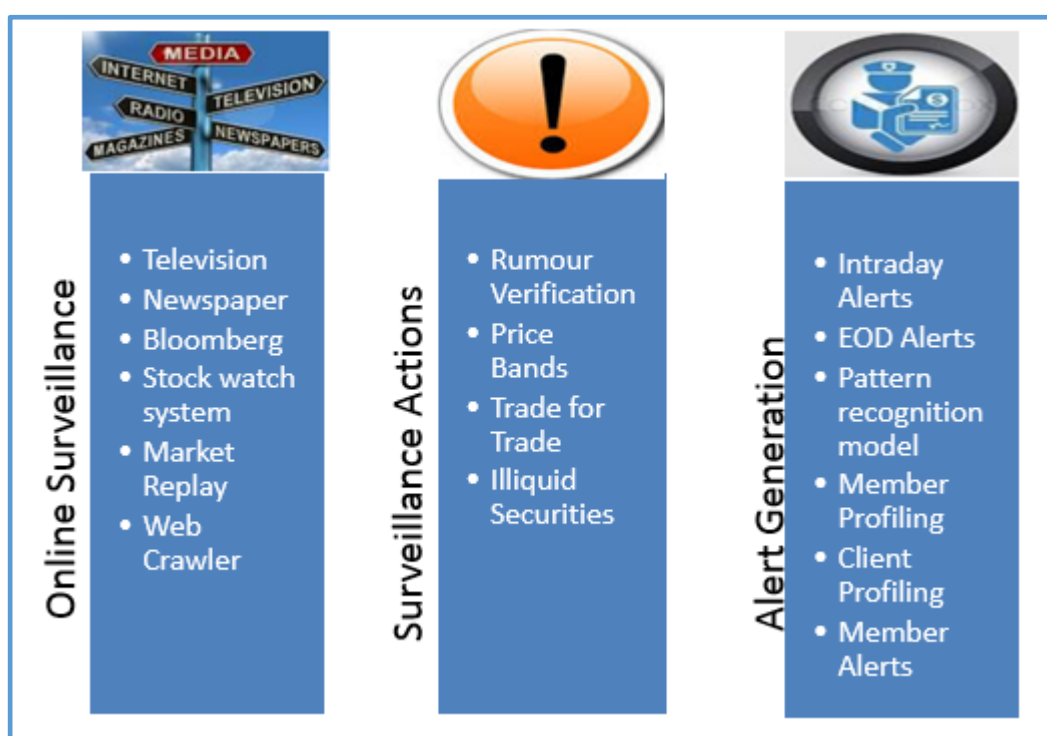 MEDIA
INTERNET
TELEVISION
RADIO
MAGAZINES
NEWSPAPERS
Online Surveillance
• Television
• Newspaper
• Bloomberg
• Stock watch
system
• Market
Replay
• Web
Crawler
!
Surveillance Actions
• Rumour
Verification
• Price
Bands
• Trade for
Trade
• Illiquid
Securities
$
Alert Generation
• Intraday
Alerts
• EOD Alerts
• Pattern
recognition
model
• Member
Profiling
• Client
Profiling
• Member
Alerts